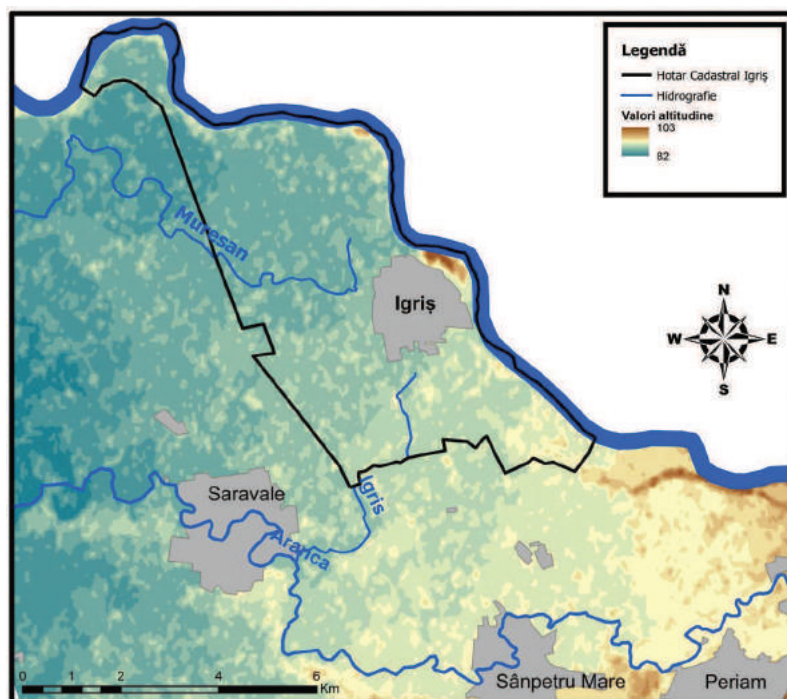 Legendă
Hotar Cadastral Igriș
Hidrografie
Valori altitudine
103
82
Muresan
Igriș
N
W
E
S
Saravale
Igris
Aranca
0
1
2
4
6
Km
Sânpetru Mare
Periam